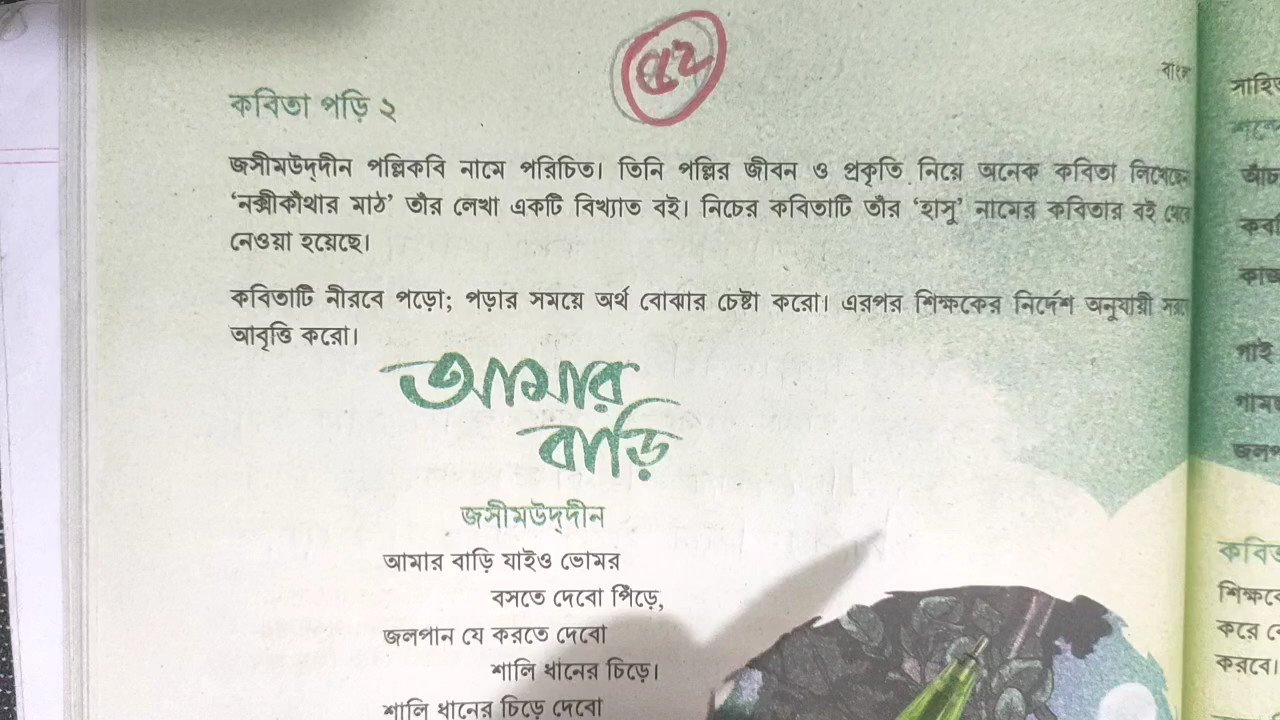 ৫২
বাংল
কবিতা পড়ি ২
জসীমউদ্‌দীন পল্লিকবি নামে পরিচিত। তিনি পল্লির জীবন ও প্রকৃতি নিয়ে অনেক কবিতা লিখেছেন
‘নক্সীকাঁথার মাঠ’ তাঁর লেখা একটি বিখ্যাত বই। নিচের কবিতাটি তাঁর ‘হাসু’ নামের কবিতার বই থেকে
নেওয়া হয়েছে।
কবিতাটি নীরবে পড়ো; পড়ার সময়ে অর্থ বোঝার চেষ্টা করো। এরপর শিক্ষকের নির্দেশ অনুযায়ী সরবে
আবৃত্তি করো।
আমার
বাড়ি
জসীমউদ্‌দীন
আমার বাড়ি যাইও ভোমর
বসতে দেবো পিঁড়ে,
জলপান যে করতে দেবো
শালি ধানের চিড়ে।
শালি ধানের চিড়ে দেবো
কবিত
শিক্ষকে
করে
করবে।